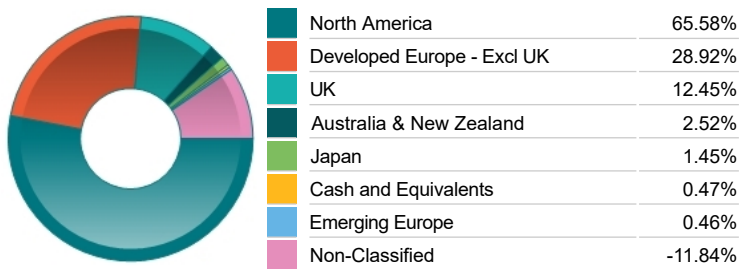 North America 65.58%
Developed Europe - Excl UK 28.92%
UK 12.45%
Australia & New Zealand 2.52%
Japan 1.45%
Cash and Equivalents 0.47%
Emerging Europe 0.46%
Non-Classified -11.84%